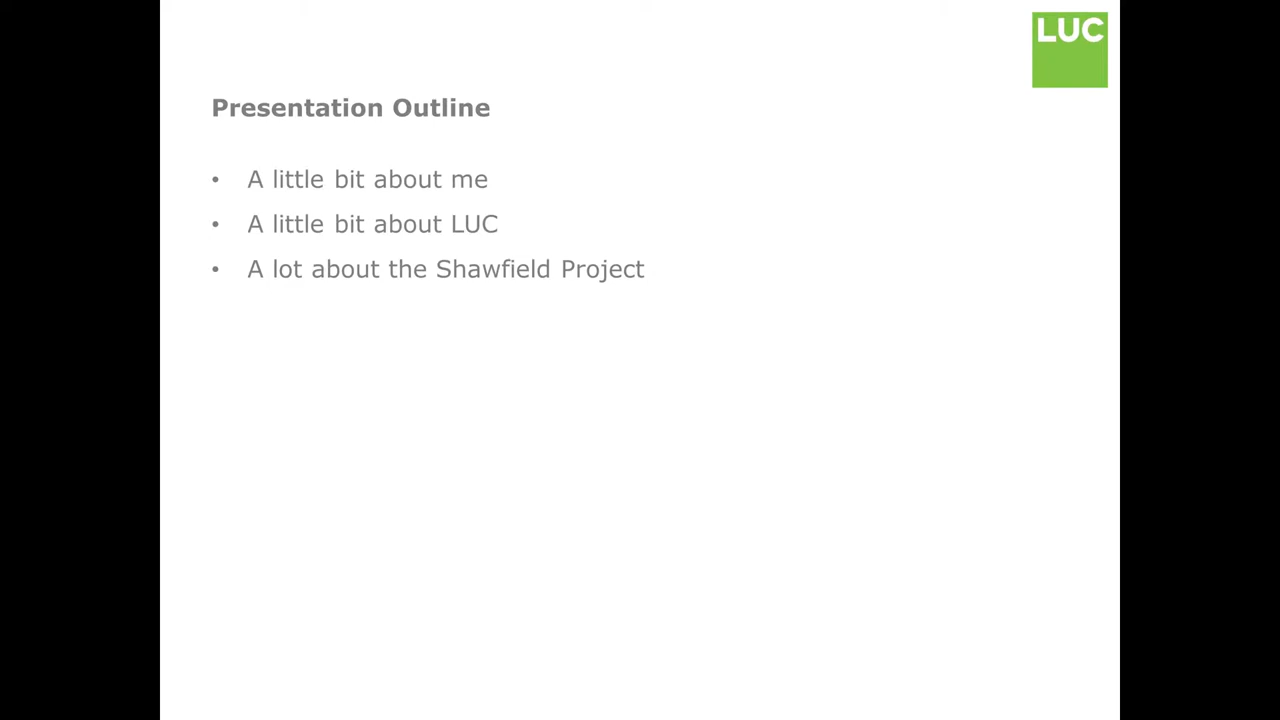 LUC
Presentation Outline
• A little bit about me
• A little bit about LUC
• A lot about the Shawfield Project